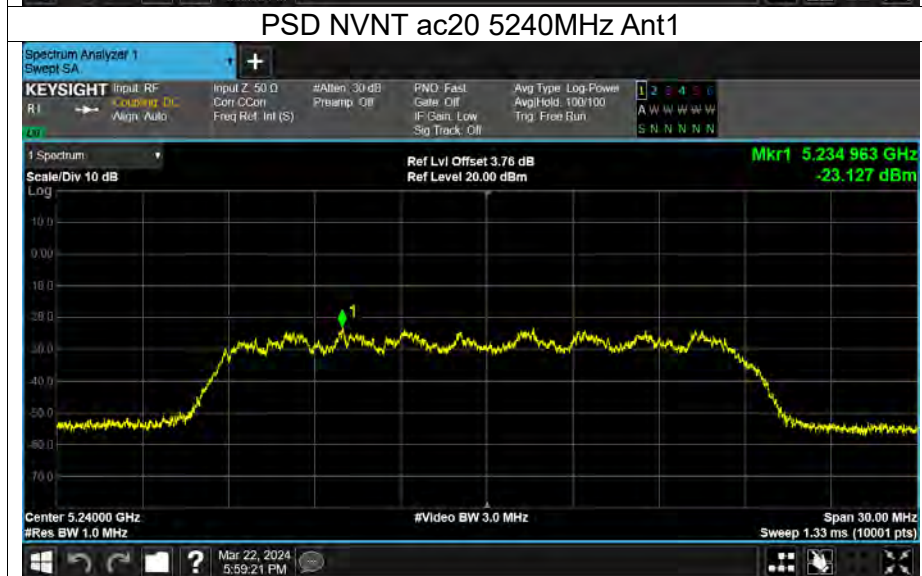 PSD NVNT ac20 5240MHz Ant1
Spectrum Analyzer 1
Swept SA
+
KEYSIGHT Input: RF
Coupling: DC
Align: Auto
Input Z: 50 Ω
Corr CCorr
Freq Ref: Int (S)
#Atten: 30 dB
Preamp: Off
PNO: Fast
Gate: Off
IF Gain: Low
Sig Track: Off
Avg Type: Log-Power
Avg|Hold: 100/100
Trig: Free Run
1 2 3 4 5 6
A W W W W W
S N N N N N
1 Spectrum
Scale/Div 10 dB
Ref Lvl Offset 3.76 dB
Ref Level 20.00 dBm
Mkr1 5.234 963 GHz
-23.127 dBm
Log
10.0
0.00
-10.0
-20.0
1
-30.0
-40.0
-50.0
-60.0
-70.0
Center 5.24000 GHz
#Res BW 1.0 MHz
#Video BW 3.0 MHz
Span 30.00 MHz
Sweep 1.33 ms (10001 pts)
?
Mar 22, 2024
5:59:21 PM